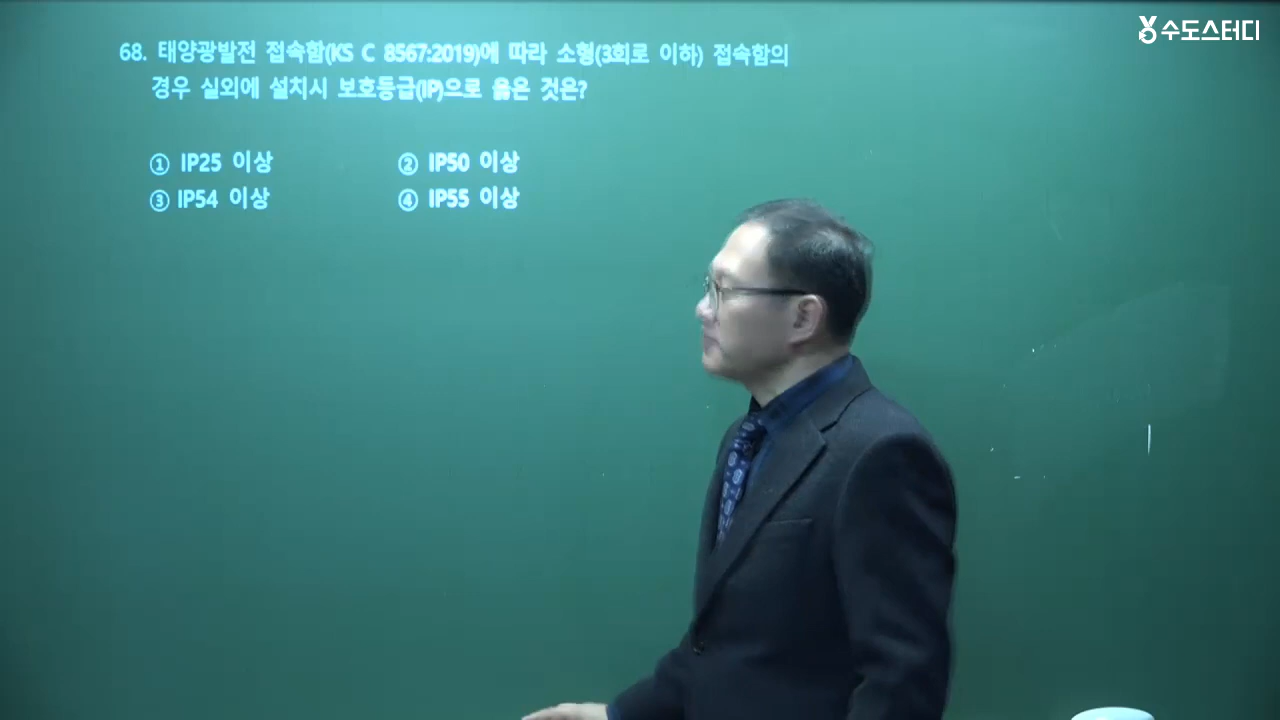 수도스터디
68. 태양광발전 접속함(KS C 8567:2019)에 따라 소형(3회로 이하) 접속함의
경우 실외에 설치시 보호등급(IP)으로 옳은 것은?
① IP25 이상 ② IP50 이상
③ IP54 이상 ④ IP55 이상